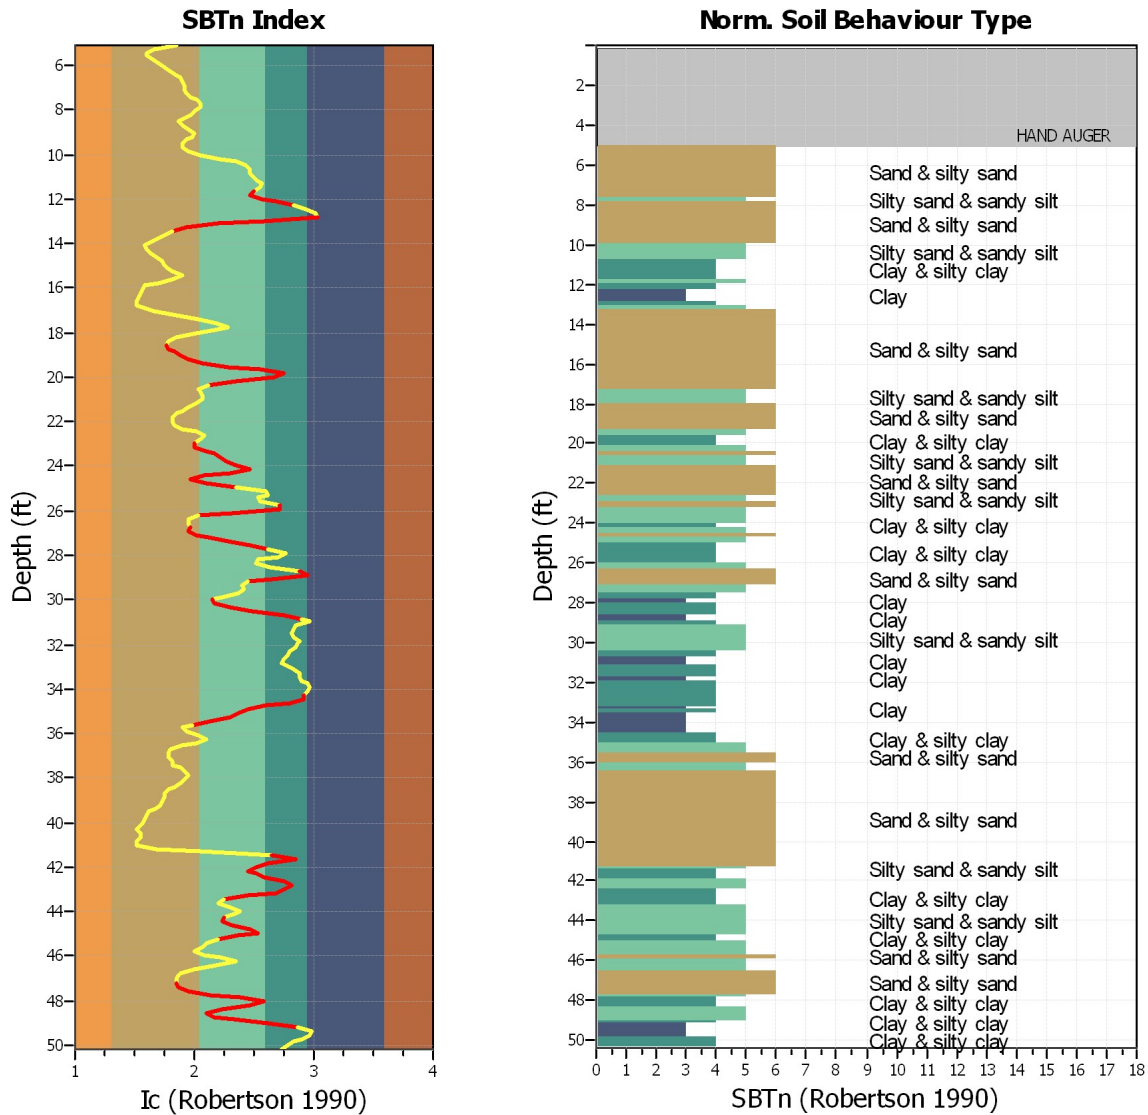 SBTn Index
6
8
10
12
14
16
18
20
22
24
26
28
30
32
34
36
38
40
42
44
46
48
50
Depth (ft)
1 2 3 4
Ic (Robertson 1990)
Norm. Soil Behaviour Type
2
4
6
8
10
12
14
16
18
20
22
24
26
28
30
32
34
36
38
40
42
44
46
48
50
Depth (ft)
HAND AUGER
Sand & silty sand
Silty sand & sandy silt
Sand & silty sand
Silty sand & sandy silt
Clay & silty clay
Clay
Sand & silty sand
Silty sand & sandy silt
Sand & silty sand
Clay & silty clay
Silty sand & sandy silt
Sand & silty sand
Silty sand & sandy silt
Clay & silty clay
Clay & silty clay
Sand & silty sand
Clay
Clay
Silty sand & sandy silt
Clay
Clay
Clay
Clay & silty clay
Sand & silty sand
Sand & silty sand
Silty sand & sandy silt
Clay & silty clay
Silty sand & sandy silt
Clay & silty clay
Sand & silty sand
Sand & silty sand
Clay & silty clay
Clay & silty clay
Clay & silty clay
0 1 2 3 4 5 6 7 8 9 10 11 12 13 14 15 16 17 18
SBTn (Robertson 1990)